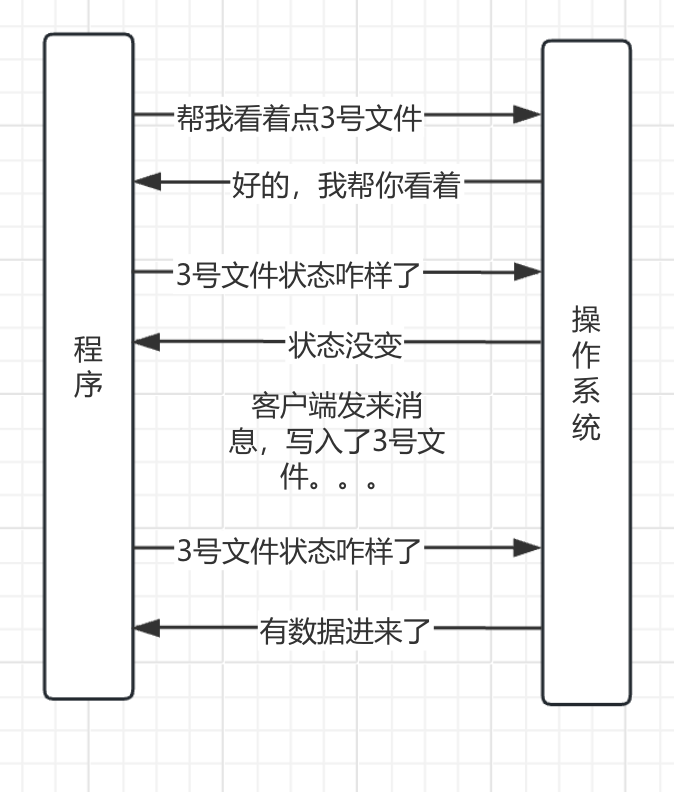 帮我看着点3号文件
好的，我帮你看着
3号文件状态咋样了
状态没变
程
序
操
作
系
统
客户端发来消
息，写入了3号文
件。。。
3号文件状态咋样了
有数据进来了